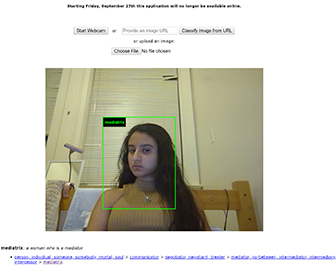 Starting Friday, September 27th this application will no longer be available online.
Start Webcam or Provide an image URL Classify image from URL
or upload an image:
Choose File No file chosen
mediatrix
mediatrix: a woman who is a mediator
person, individual, someone, somebody, mortal, soul > communicator > negotiator, negotiant, treater > mediator, go-between, intermediator, intermediary,
intercessor > mediatrix